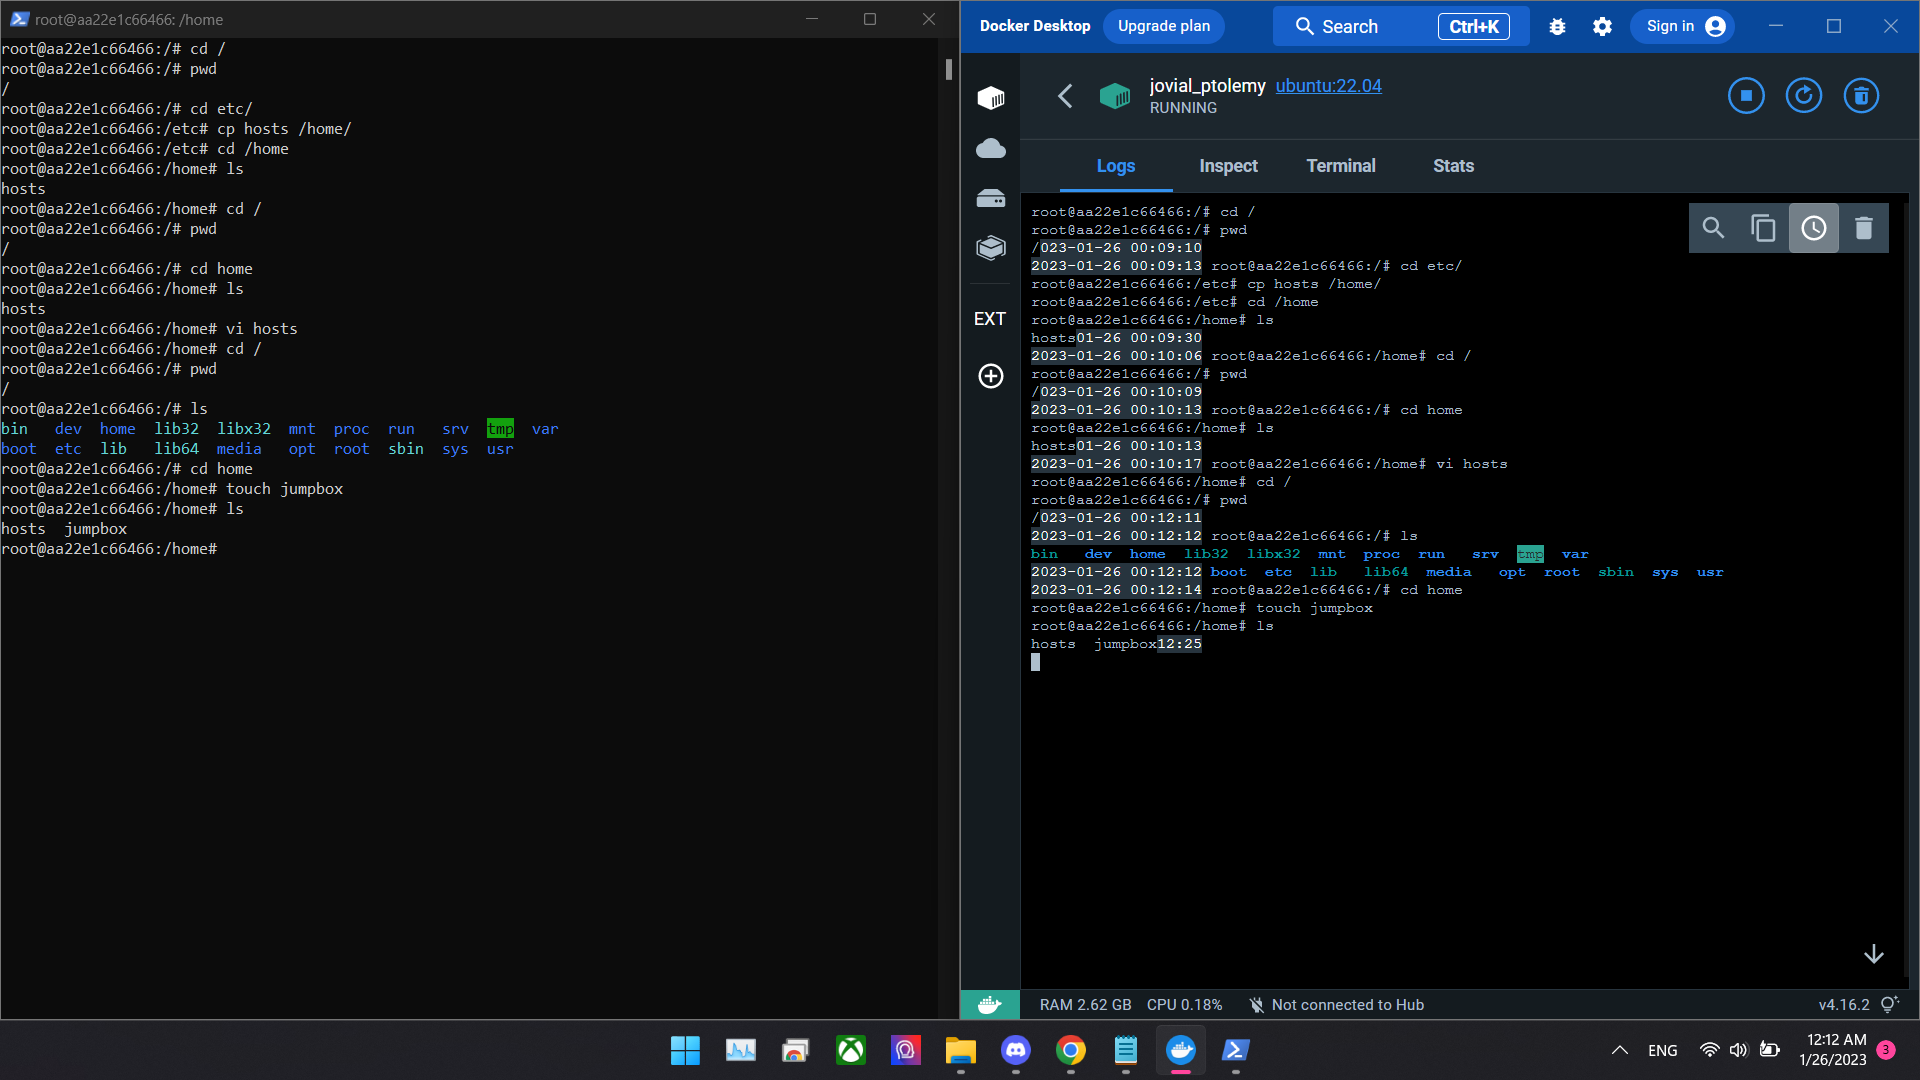 root@aa22e1c66466: /home
root@aa22e1c66466:/# cd /
root@aa22e1c66466:/# pwd
/
root@aa22e1c66466:/# cd etc/
root@aa22e1c66466:/etc# cp hosts /home/
root@aa22e1c66466:/etc# cd /home
root@aa22e1c66466:/home# ls
hosts
root@aa22e1c66466:/home# cd /
root@aa22e1c66466:/# pwd
/
root@aa22e1c66466:/# cd home
root@aa22e1c66466:/home# ls
hosts
root@aa22e1c66466:/home# vi hosts
root@aa22e1c66466:/home# cd /
root@aa22e1c66466:/# pwd
/
root@aa22e1c66466:/# ls
bin dev home lib32 libx32 mnt proc run srv tmp var
boot etc lib lib64 media opt root sbin sys usr
root@aa22e1c66466:/# cd home
root@aa22e1c66466:/home# touch jumpbox
root@aa22e1c66466:/home# ls
hosts jumpbox
root@aa22e1c66466:/home#
Docker Desktop Upgrade plan Search Ctrl+K Sign in
jovial_ptolemy ubuntu:22.04
RUNNING
EXT
Logs Inspect Terminal Stats
root@aa22e1c66466:/# cd /
root@aa22e1c66466:/# pwd
/023-01-26 00:09:10
2023-01-26 00:09:13 root@aa22e1c66466:/# cd etc/
root@aa22e1c66466:/etc# cp hosts /home/
root@aa22e1c66466:/etc# cd /home
root@aa22e1c66466:/home# ls
hosts01-26 00:09:30
2023-01-26 00:10:06 root@aa22e1c66466:/home# cd /
root@aa22e1c66466:/# pwd
/023-01-26 00:10:09
2023-01-26 00:10:13 root@aa22e1c66466:/# cd home
root@aa22e1c66466:/home# ls
hosts01-26 00:10:13
2023-01-26 00:10:17 root@aa22e1c66466:/home# vi hosts
root@aa22e1c66466:/home# cd /
root@aa22e1c66466:/# pwd
/023-01-26 00:12:11
2023-01-26 00:12:12 root@aa22e1c66466:/# ls
bin dev home lib32 libx32 mnt proc run srv tmp var
2023-01-26 00:12:12 boot etc lib lib64 media opt root sbin sys usr
2023-01-26 00:12:14 root@aa22e1c66466:/# cd home
root@aa22e1c66466:/home# touch jumpbox
root@aa22e1c66466:/home# ls
hosts jumpbox12:25
RAM 2.62 GB CPU 0.18% Not connected to Hub v4.16.2
ENG 12:12 AM
1/26/2023 3